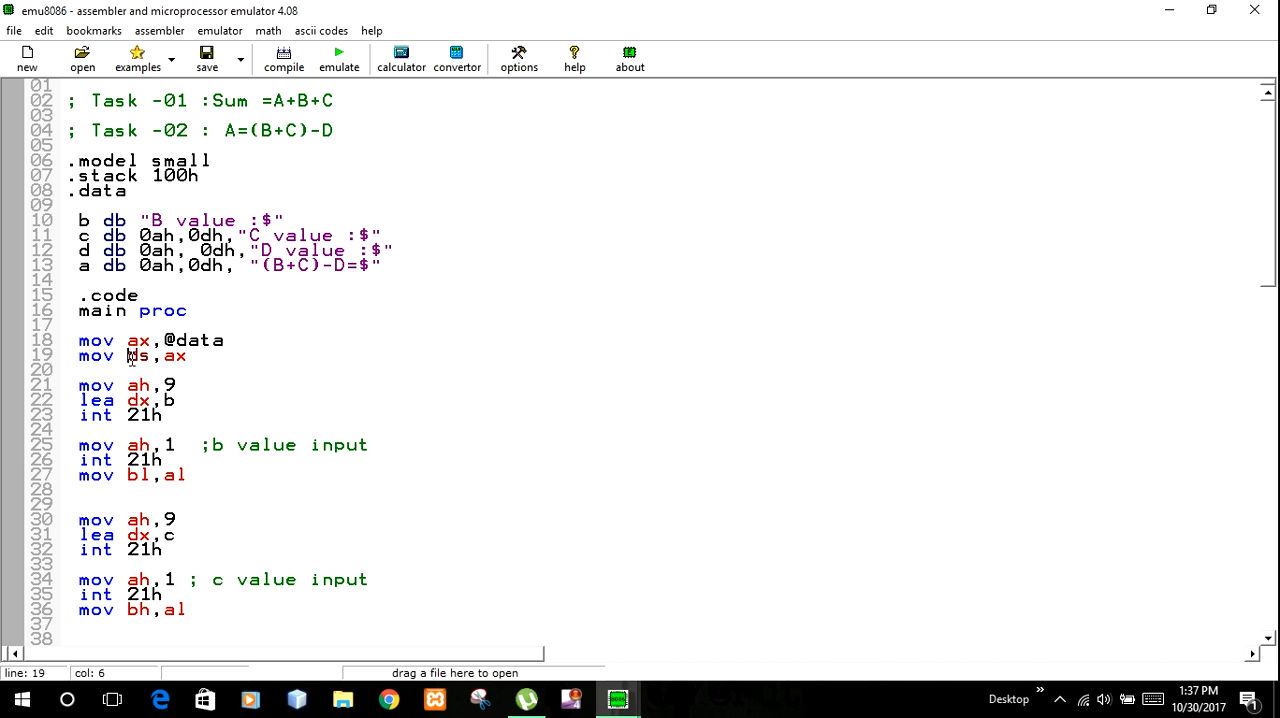 emu8086 - assembler and microprocessor emulator 4.08
file edit bookmarks assembler emulator math ascii codes help
new open examples save compile emulate calculator convertor options help about
01
02 ; Task -01 :Sum =A+B+C
03
04 ; Task -02 : A=(B+C)-D
05
06 .model small
07 .stack 100h
08 .data
09
10 b db "B value :$"
11 c db 0ah,0dh,"C value :$"
12 d db 0ah, 0dh,"D value :$"
13 a db 0ah,0dh, "(B+C)-D=$"
14
15 .code
16 main proc
17
18 mov ax,@data
19 mov ds,ax
20
21 mov ah,9
22 lea dx,b
23 int 21h
24
25 mov ah,1 ;b value input
26 int 21h
27 mov bl,al
28
29
30 mov ah,9
31 lea dx,c
32 int 21h
33
34 mov ah,1 ; c value input
35 int 21h
36 mov bh,al
37
38
line: 19 col: 6 drag a file here to open
Desktop 1:37 PM
10/30/2017 1